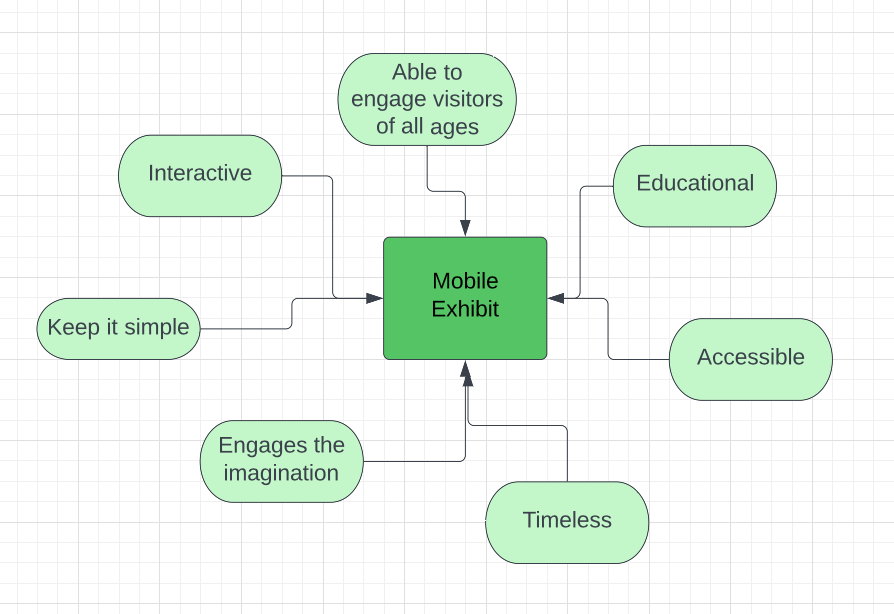 Able to
engage visitors
of all ages
Interactive
Educational
Mobile
Exhibit
Keep it simple
Accessible
Engages the
imagination
Timeless